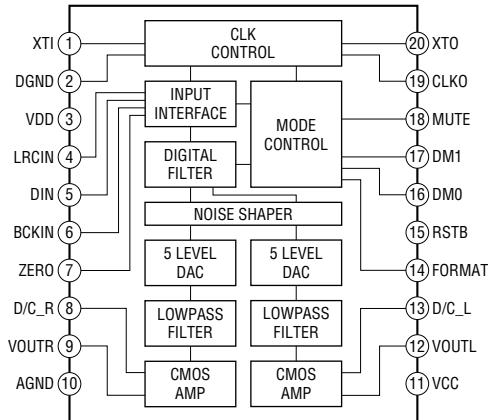 CLK
CONTROL
XTI 1
20 XTO
DGND 2
19 CLKO
INPUT
INTERFACE
VDD 3
18 MUTE
MODE
CONTROL
LRCIN 4
17 DM1
DIGITAL
FILTER
DIN 5
16 DM0
NOISE SHAPER
BCKIN 6
15 RSTB
5 LEVEL
DAC
5 LEVEL
DAC
ZERO 7
14 FORMAT
D/C_R 8
13 D/C_L
LOWPASS
FILTER
LOWPASS
FILTER
VOUTR 9
12 VOUTL
CMOS
AMP
CMOS
AMP
AGND 10
11 VCC